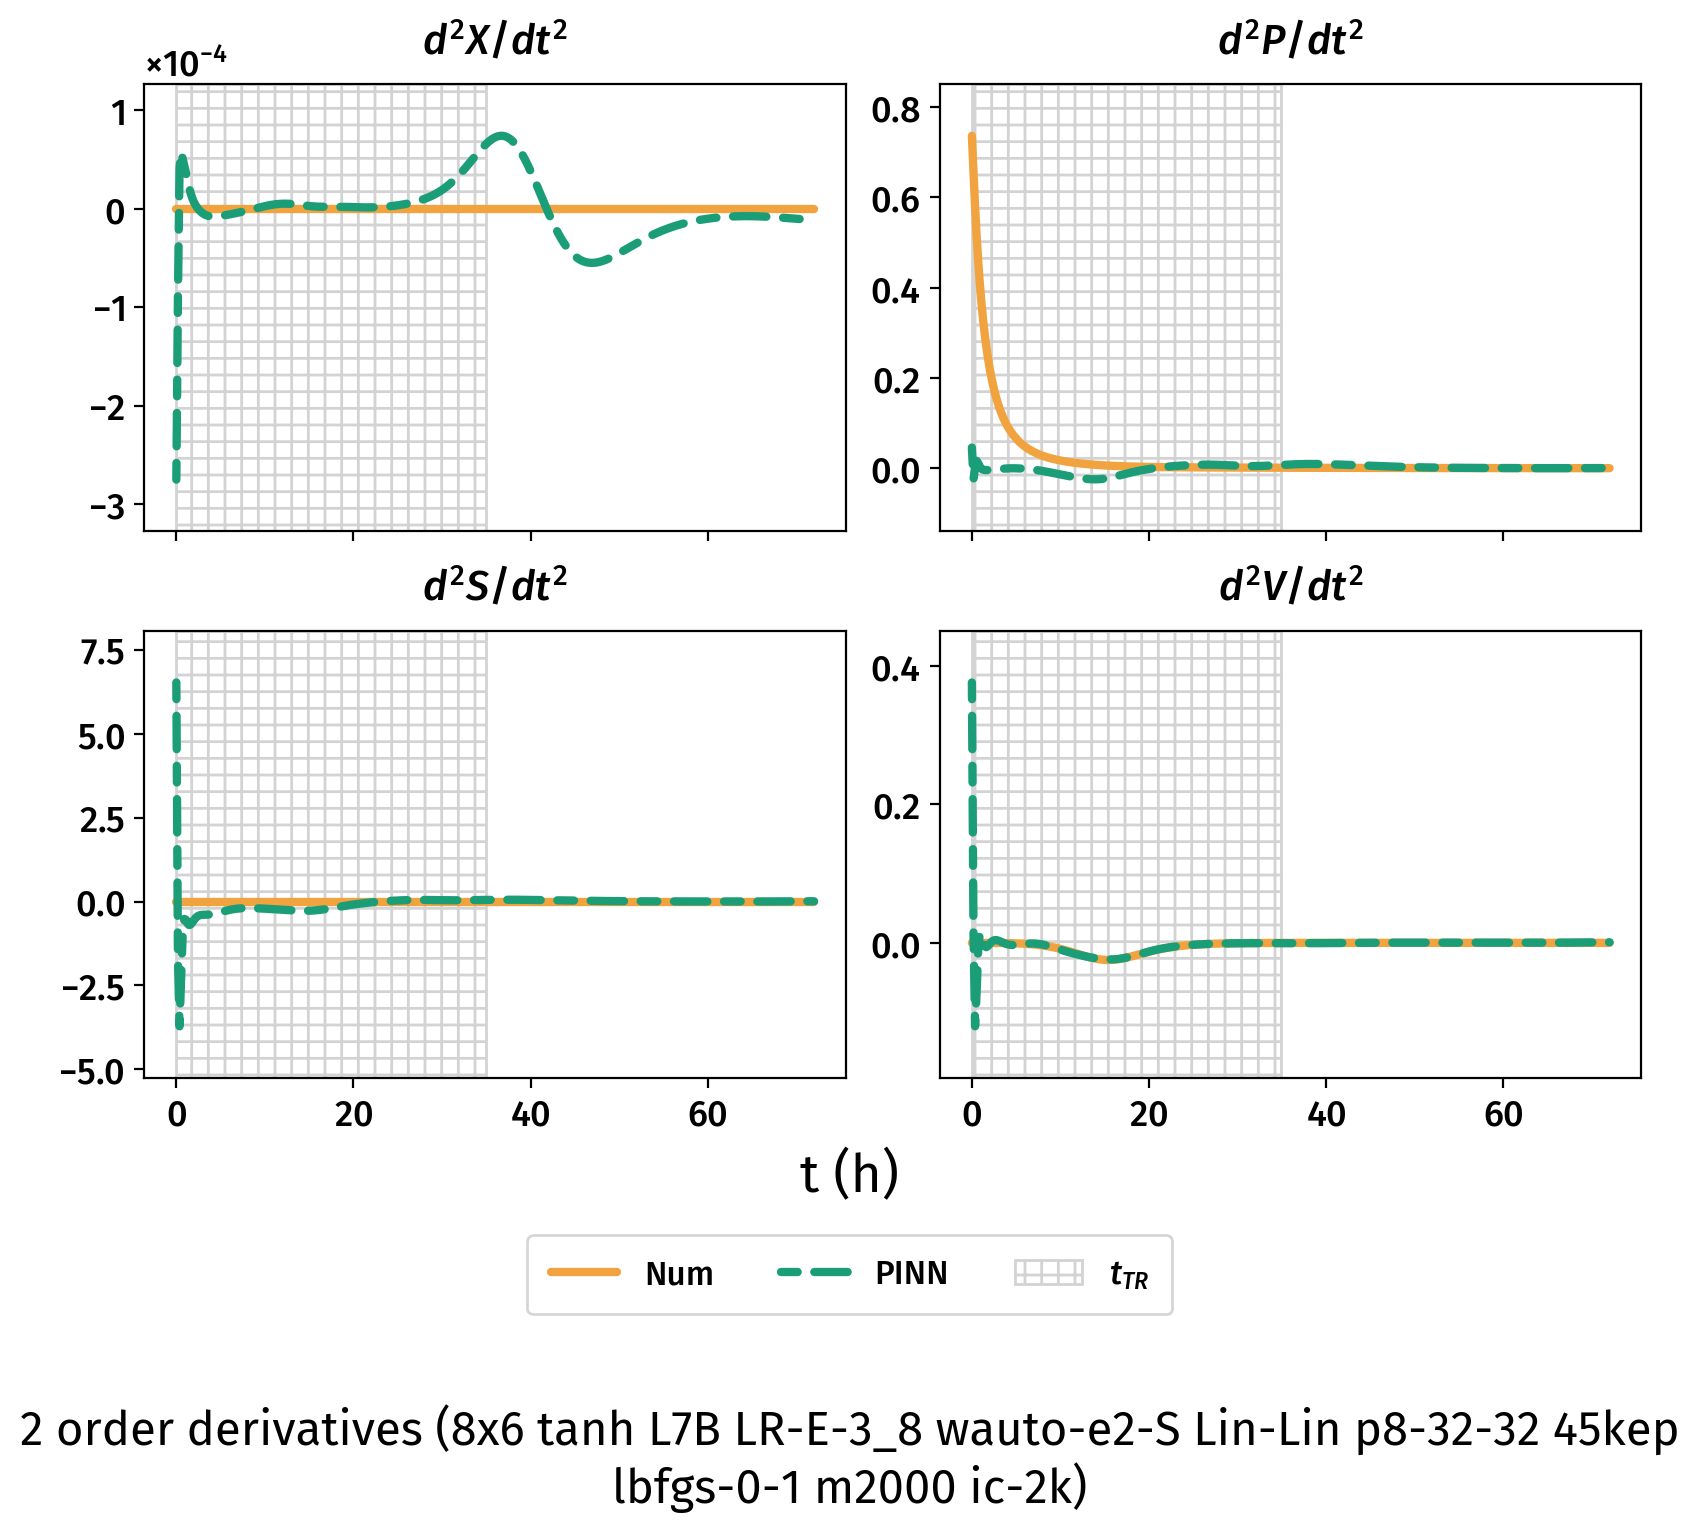 d²X/dt²
d²P/dt²
×10⁻⁴
1
0
−1
−2
−3
0.8
0.6
0.4
0.2
0.0
d²S/dt²
d²V/dt²
7.5
5.0
2.5
0.0
−2.5
−5.0
0.4
0.2
0.0
0 20 40 60
0 20 40 60
t (h)
Num PINN t_TR
2 order derivatives (8x6 tanh L7B LR-E-3_8 wauto-e2-S Lin-Lin p8-32-32 45kep
lbfgs-0-1 m2000 ic-2k)